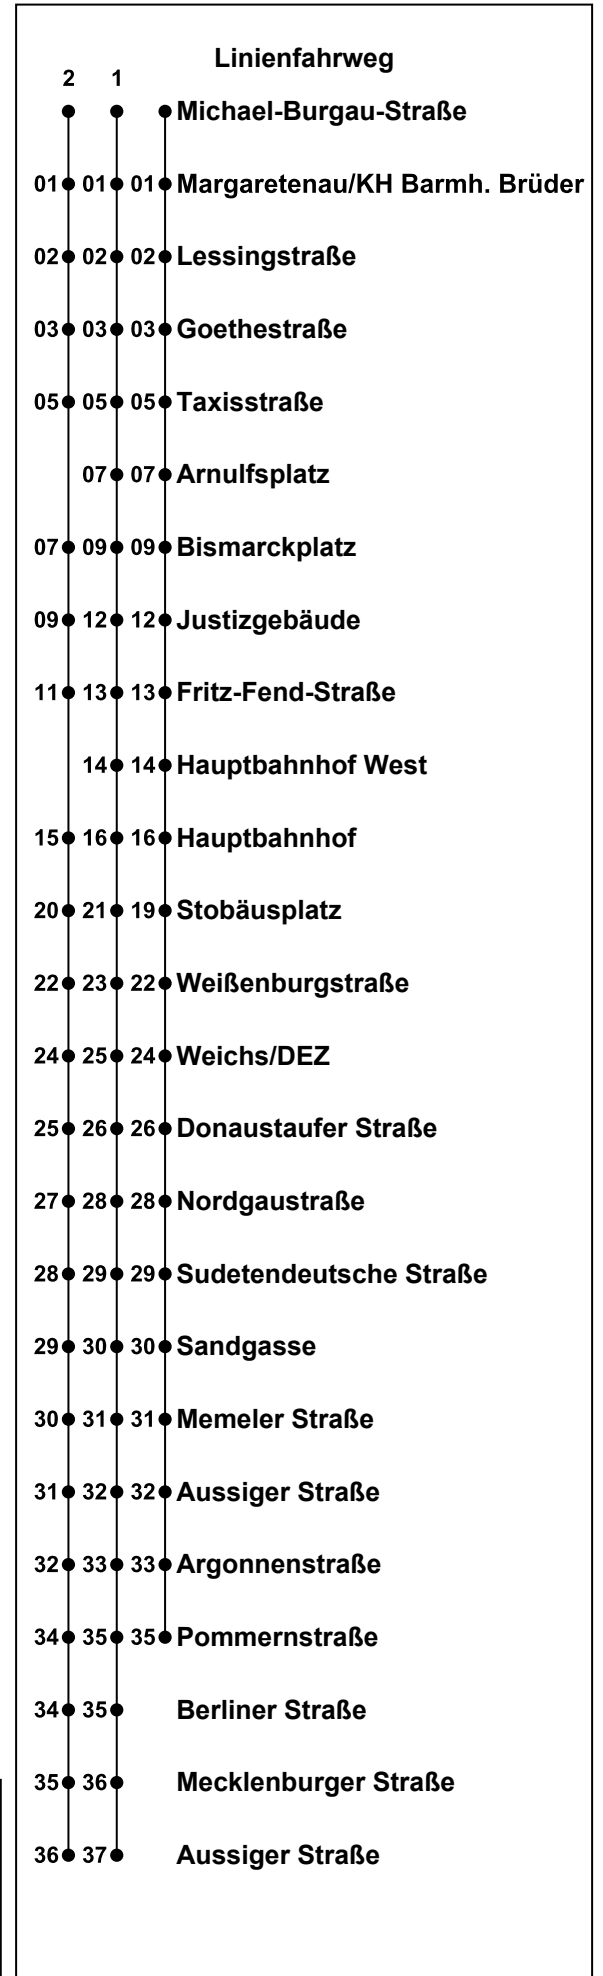 Linienfahrweg
2 1
Michael-Burgau-Straße
01 01 01 Margaretenau/KH Barmh. Brüder
02 02 02 Lessingstraße
03 03 03 Goethestraße
05 05 05 Taxisstraße
07 07 Arnulfsplatz
07 09 09 Bismarckplatz
09 12 12 Justizgebäude
11 13 13 Fritz-Fend-Straße
14 14 Hauptbahnhof West
15 16 16 Hauptbahnhof
20 21 19 Stobäusplatz
22 23 22 Weißenburgstraße
24 25 24 Weichs/DEZ
25 26 26 Donaustaufer Straße
27 28 28 Nordgaustraße
28 29 29 Sudetendeutsche Straße
29 30 30 Sandgasse
30 31 31 Memeler Straße
31 32 32 Aussiger Straße
32 33 33 Argonnenstraße
34 35 35 Pommernstraße
34 35 Berliner Straße
35 36 Mecklenburger Straße
36 37 Aussiger Straße